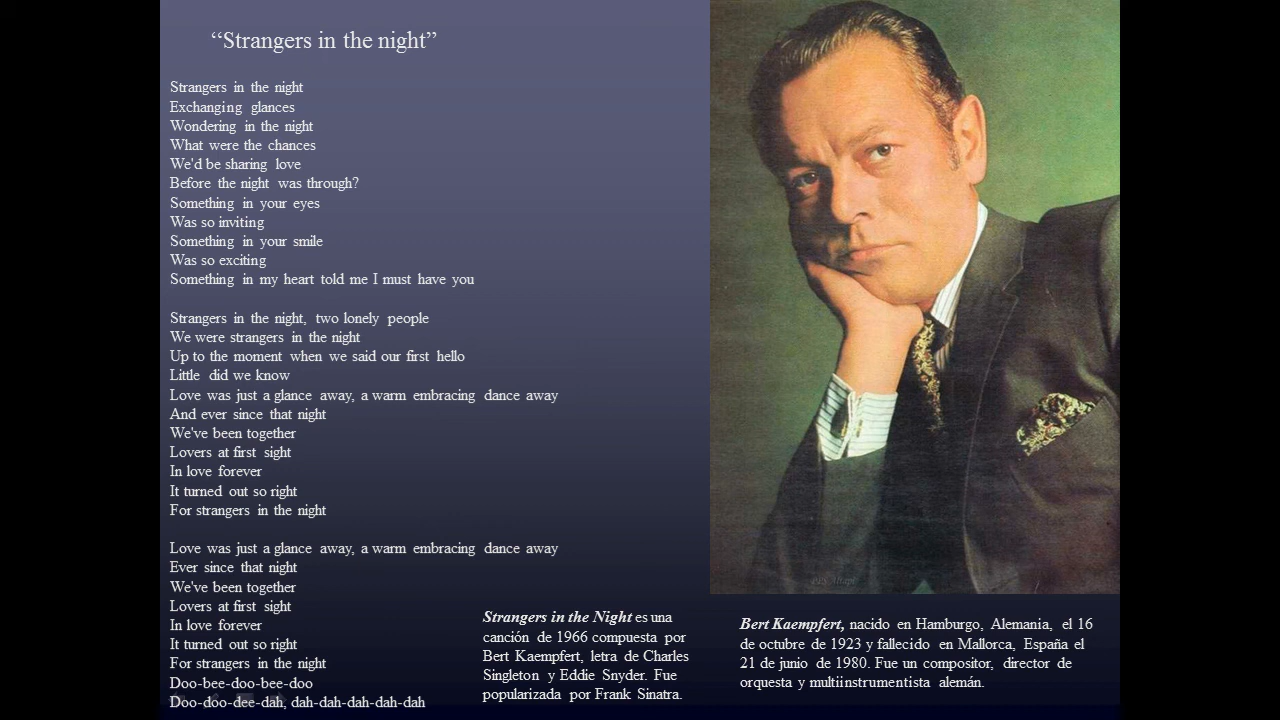 “Strangers in the night”
Strangers in the night
Exchanging glances
Wondering in the night
What were the chances
We'd be sharing love
Before the night was through?
Something in your eyes
Was so inviting
Something in your smile
Was so exciting
Something in my heart told me I must have you
Strangers in the night, two lonely people
We were strangers in the night
Up to the moment when we said our first hello
Little did we know
Love was just a glance away, a warm embracing dance away
And ever since that night
We've been together
Lovers at first sight
In love forever
It turned out so right
For strangers in the night
Love was just a glance away, a warm embracing dance away
Ever since that night
We've been together
Lovers at first sight
In love forever
It turned out so right
For strangers in the night
Doo-bee-doo-bee-doo
Doo-doo-dee-dah, dah-dah-dah-dah-dah
Strangers in the Night es una
canción de 1966 compuesta por
Bert Kaempfert, letra de Charles
Singleton y Eddie Snyder. Fue
popularizada por Frank Sinatra.
Bert Kaempfert, nacido en Hamburgo, Alemania, el 16
de octubre de 1923 y fallecido en Mallorca, España el
21 de junio de 1980. Fue un compositor, director de
orquesta y multiinstrumentista alemán.